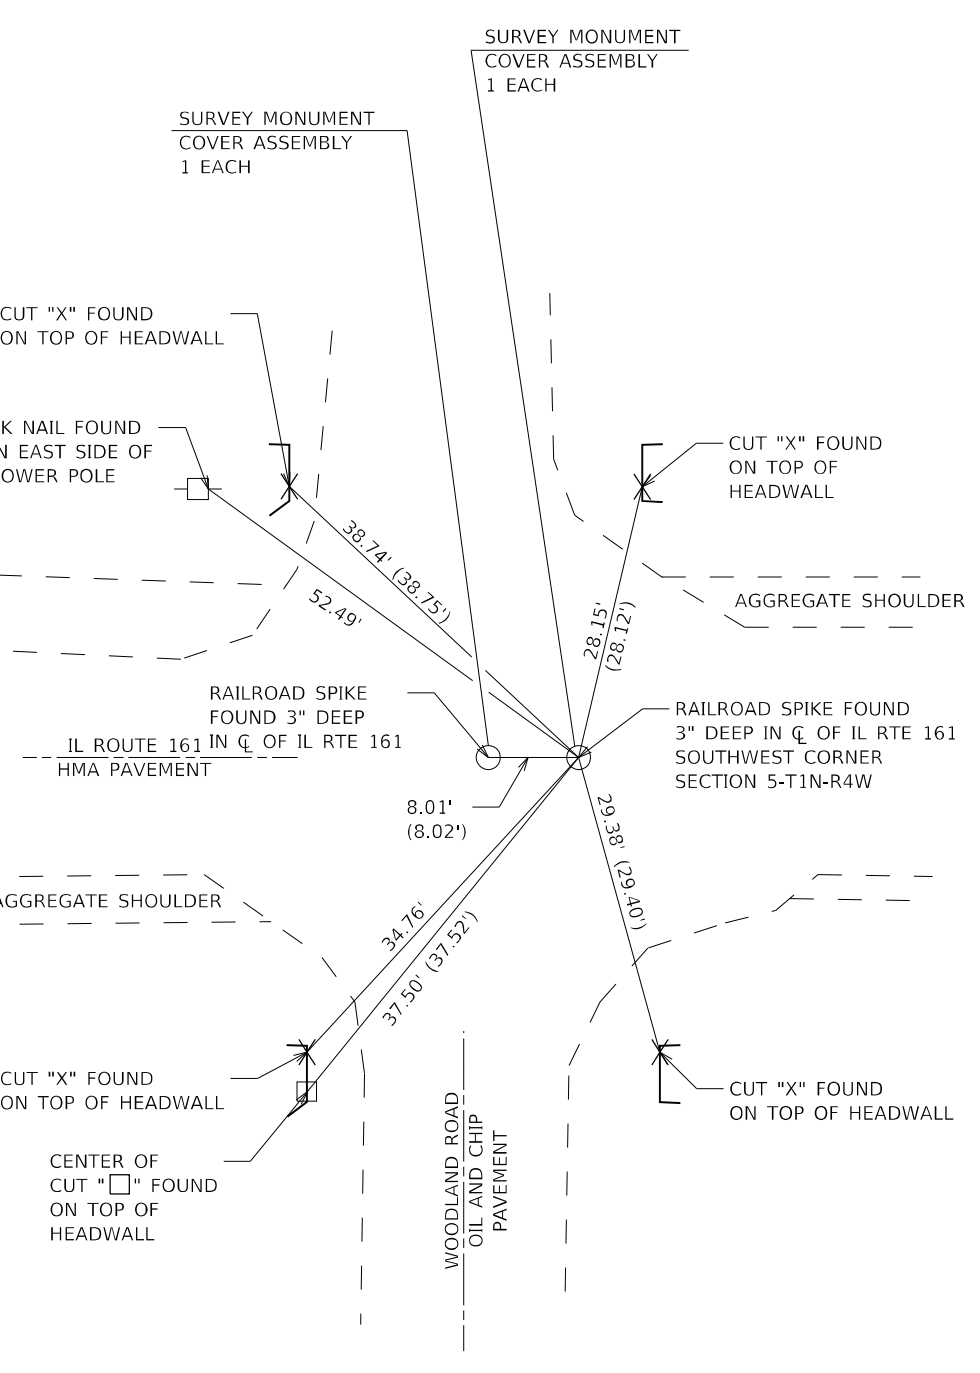 SURVEY MONUMENT
COVER ASSEMBLY
1 EACH
SURVEY MONUMENT
COVER ASSEMBLY
1 EACH
CUT "X" FOUND
ON TOP OF HEADWALL
K NAIL FOUND
N EAST SIDE OF
OWER POLE
CUT "X" FOUND
ON TOP OF
HEADWALL
38.74' (38.75')
52.49'
28.15'
(28.12')
AGGREGATE SHOULDER
RAILROAD SPIKE
FOUND 3" DEEP
IN ℄ OF IL RTE 161
IL ROUTE 161
HMA PAVEMENT
RAILROAD SPIKE FOUND
3" DEEP IN ℄ OF IL RTE 161
SOUTHWEST CORNER
SECTION 5-T1N-R4W
8.01'
(8.02')
29.38' (29.40')
AGGREGATE SHOULDER
34.76'
37.50' (37.52')
CUT "X" FOUND
ON TOP OF HEADWALL
CENTER OF
CUT "□" FOUND
ON TOP OF
HEADWALL
WOODLAND ROAD
OIL AND CHIP
PAVEMENT
CUT "X" FOUND
ON TOP OF HEADWALL